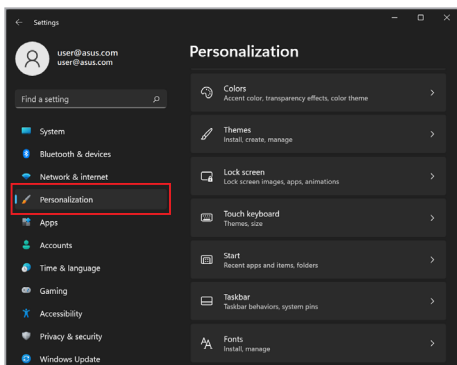 Settings
user@asus.com
user@asus.com
Find a setting
System
Bluetooth & devices
Network & internet
Personalization
Apps
Accounts
Time & language
Gaming
Accessibility
Privacy & security
Windows Update
Personalization
Colors
Accent color, transparency effects, color theme
Themes
Install, create, manage
Lock screen
Lock screen images, apps, animations
Touch keyboard
Themes, size
Start
Recent apps and items, folders
Taskbar
Taskbar behaviors, system pins
Fonts
Install, manage